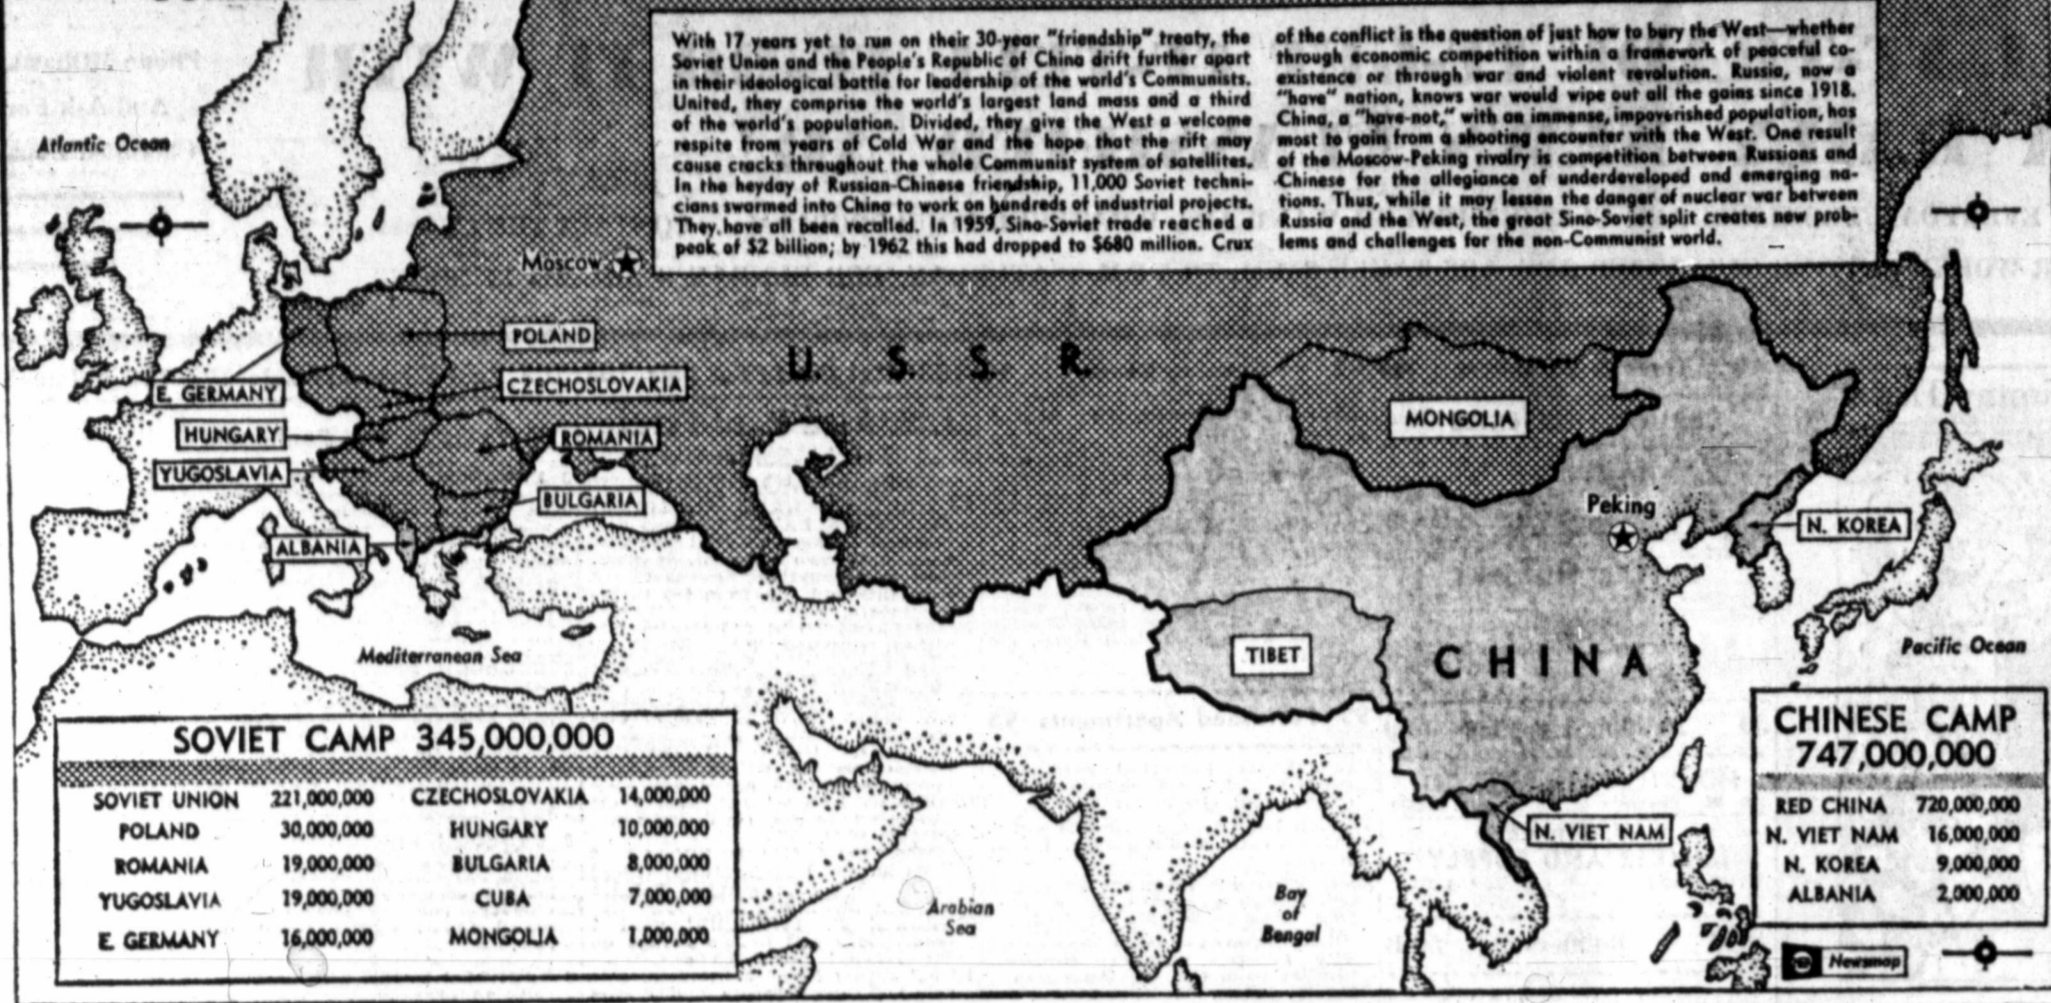 With 17 years yet to run on their 30-year "friendship" treaty, the
Soviet Union and the People's Republic of China drift further apart
in their ideological battle for leadership of the world's Communists.
United, they comprise the world's largest land mass and a third
of the world's population. Divided, they give the West a welcome
respite from years of Cold War and the hope that the rift may
cause cracks throughout the whole Communist system of satellites.
In the heyday of Russian-Chinese friendship, 11,000 Soviet techni-
cians swarmed into China to work on hundreds of industrial projects.
They have all been recalled. In 1959, Sino-Soviet trade reached a
peak of $2 billion; by 1962 this had dropped to $680 million. Crux
of the conflict is the question of just how to bury the West—whether
through economic competition within a framework of peaceful co-
existence or through war and violent revolution. Russia, now a
"have" nation, knows war would wipe out all the gains since 1918.
China, a "have-not," with an immense, impoverished population, has
most to gain from a shooting encounter with the West. One result
of the Moscow-Peking rivalry is competition between Russians and
Chinese for the allegiance of underdeveloped and emerging na-
tions. Thus, while it may lessen the danger of nuclear war between
Russia and the West, the great Sino-Soviet split creates new prob-
lems and challenges for the non-Communist world.
Atlantic Ocean
Moscow
POLAND
U. S. S. R.
E. GERMANY
CZECHOSLOVAKIA
MONGOLIA
HUNGARY
ROMANIA
YUGOSLAVIA
BULGARIA
Peking
N. KOREA
ALBANIA
Mediterranean Sea
TIBET
CHINA
Pacific Ocean
SOVIET CAMP 345,000,000
SOVIET UNION 221,000,000 CZECHOSLOVAKIA 14,000,000
POLAND 30,000,000 HUNGARY 10,000,000
ROMANIA 19,000,000 BULGARIA 8,000,000
YUGOSLAVIA 19,000,000 CUBA 7,000,000
E. GERMANY 16,000,000 MONGOLIA 1,000,000
Arabian
Sea
Bay
of
Bengal
N. VIET NAM
CHINESE CAMP
747,000,000
RED CHINA 720,000,000
N. VIET NAM 16,000,000
N. KOREA 9,000,000
ALBANIA 2,000,000
Newsmap